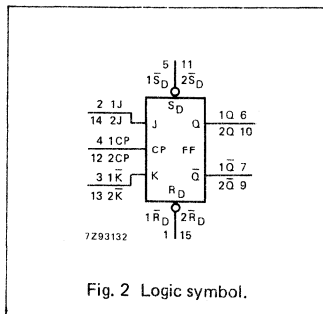 5 11
1S̅D 2S̅D
SD
2 1J
14 2J
J
Q
1Q 6
2Q 10
4 1CP
12 2CP
CP FF
3 1K̅
13 2K̅
K
Q̅
1Q̅ 7
2Q̅ 9
RD
1R̅D 2R̅D
7Z93132
1 15
Fig. 2 Logic symbol.